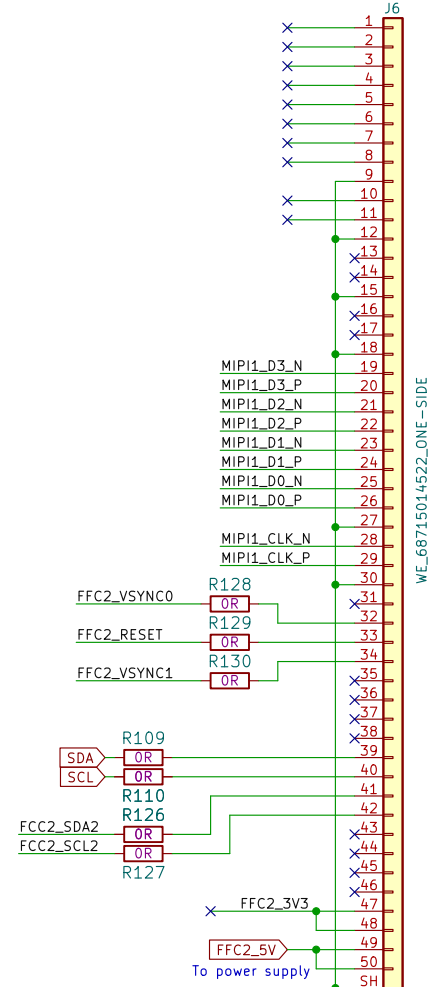 J6
1
2
3
4
5
6
7
8
9
10
11
12
13
14
15
16
17
18
MIPI1_D3_N 19
MIPI1_D3_P 20
MIPI1_D2_N 21
MIPI1_D2_P 22
MIPI1_D1_N 23
MIPI1_D1_P 24
MIPI1_D0_N 25
MIPI1_D0_P 26
27
MIPI1_CLK_N 28
MIPI1_CLK_P 29
WE_68715014522_ONE-SIDE
R128 30
FFC2_VSYNC0 0R 31
R129 32
FFC2_RESET 0R 33
R130 34
FFC2_VSYNC1 0R 35
36
37
R109 38
SDA 0R 39
SCL 0R 40
R110 41
R126 42
FCC2_SDA2 0R 43
FCC2_SCL2 0R 44
R127 45
46
FFC2_3V3 47
48
FFC2_5V 49
To power supply 50
SH